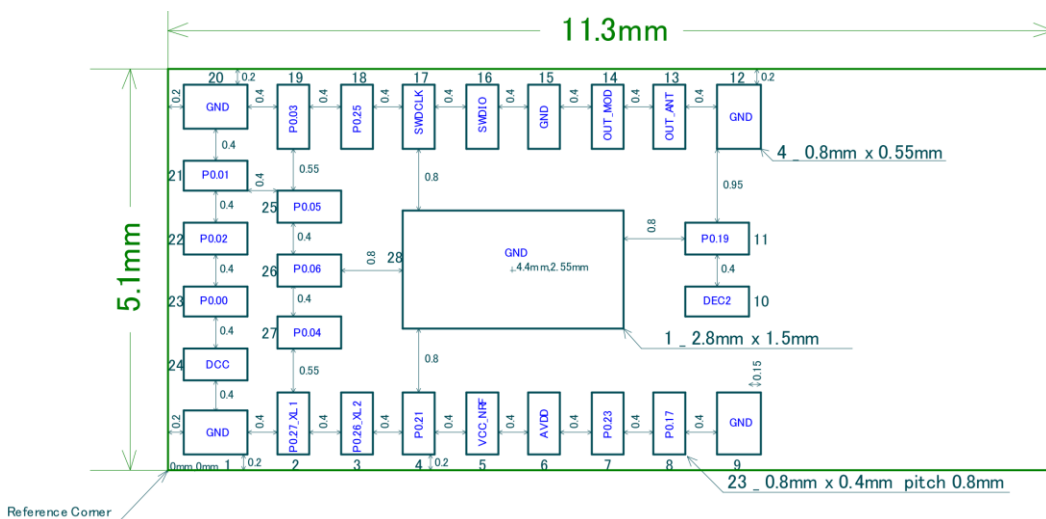 11.3mm
5.1mm
20 19 18 17 16 15 14 13 12
0.2 0.2
0.2 GND 0.4 P0.03 0.4 P0.25 0.4 SWDCLK 0.4 SWDIO 0.4 GND 0.4 OUT_MOD 0.4 OUT_ANT 0.4 GND
0.4
4 _ 0.8mm x 0.55mm
0.55 0.8 0.95
21 P0.01 0.4
25 P0.05
0.4
22 P0.02 0.4 0.8 P0.19 11
GND
26 P0.06 0.8 28 4.4mm,2.55mm
0.4 0.4
23 P0.00 0.4 DEC2 10
27 P0.04
0.4 1 _ 2.8mm x 1.5mm
24 DCC 0.55 0.8 0.15
0.4
0.2 GND 0.4 P0.27_XL1 0.4 P0.26_XL2 0.4 P0.21 0.4 VCC_NRF 0.4 AVDD 0.4 P0.23 0.4 P0.17 0.4 GND
0mm,0mm 1 0.2 2 3 4 0.2 5 6 7 8 9
23 _ 0.8mm x 0.4mm pitch 0.8mm
Reference Corner